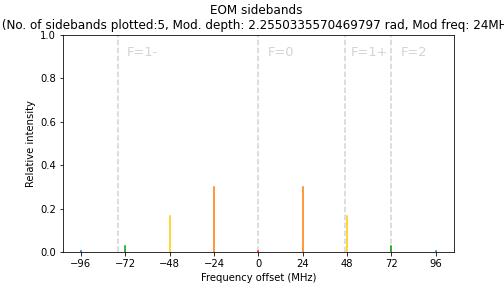 EOM sidebands
(No. of sidebands plotted:5, Mod. depth: 2.2550335570469797 rad, Mod freq: 24MH
F=1- F=0 F=1+ F=2
1.0
0.8
0.6
0.4
0.2
0.0
Relative intensity
−96 −72 −48 −24 0 24 48 72 96
Frequency offset (MHz)